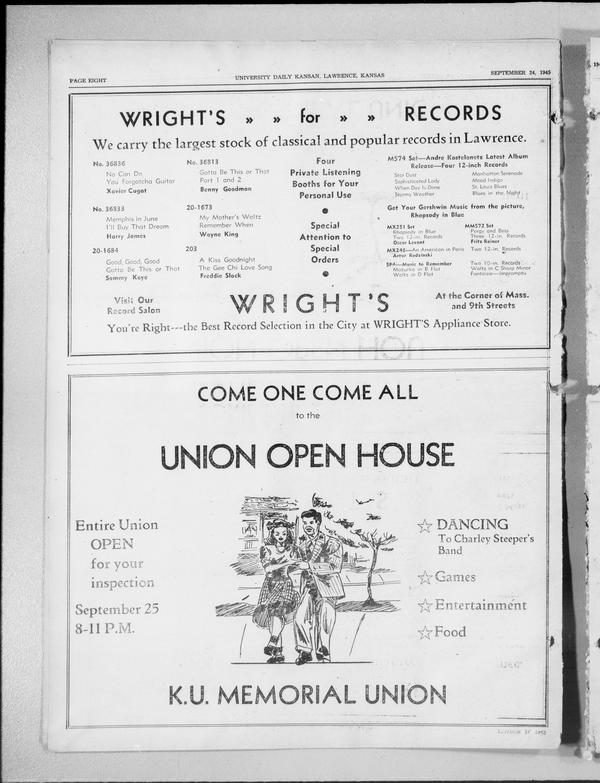 PAGE EIGHT
UNIVERSITY DAILY KANSAN, LAWRENCE, KANSAS
SEPTEMBER 24, 1945
WRIGHT'S » » for » » RECORDS
We carry the largest stock of classical and popular records in Lawrence.
No. 36836
No Can Do
You Forgotcha Guitar
Xavier Cugat
No. 36833
Memphis in June
I'll Buy That Dream
Harry James
20-1684
Good, Good, Good
Gotta Be This or That
Sammy Kaye
No. 36813
Gotta Be This or That
Part 1 and 2
Benny Goodman
20-1673
My Mother's Waltz
Remember When
Wayne King
203
A Kiss Goodnight
The Gee Chi Love Song
Freddie Slack
Four
Private Listening
Booths for Your
Personal Use
Special
Attention to
Special
Orders
M574 Set—Andre Kostelanetz Latest Album
Release—Four 12-inch Records
Star Dust
Sophisticated Lady
When Day Is Done
Stormy Weather
Manhattan Serenade
Mood Indigo
St. Louis Blues
Blues in the Night
Get Your Gershwin Music from the picture,
Rhapsody in Blue
MX251 Set
Rhapsody in Blue
Two 12-in. Records
Oscar Levant
MM572 Set
Porgy and Bess
Three 12-in. Records
Fritz Reiner
MX246—An American in Paris
Artur Rodzinski
Two 12-in. Records
SP4—Music to Remember
Mazurka in B Flat
Waltz in D Flat
Two 10-in. Records
Waltz in C Sharp Minor
Fantasie—Impromptu
Visit Our
Record Salon
WRIGHT'S
At the Corner of Mass.
and 9th Streets
You're Right---the Best Record Selection in the City at WRIGHT'S Appliance Store.
COME ONE COME ALL
to the
UNION OPEN HOUSE
Entire Union
OPEN
for your
inspection
September 25
8-11 P.M.
☆ DANCING
To Charley Steeper's
Band
☆ Games
☆ Entertainment
☆ Food
K.U. MEMORIAL UNION